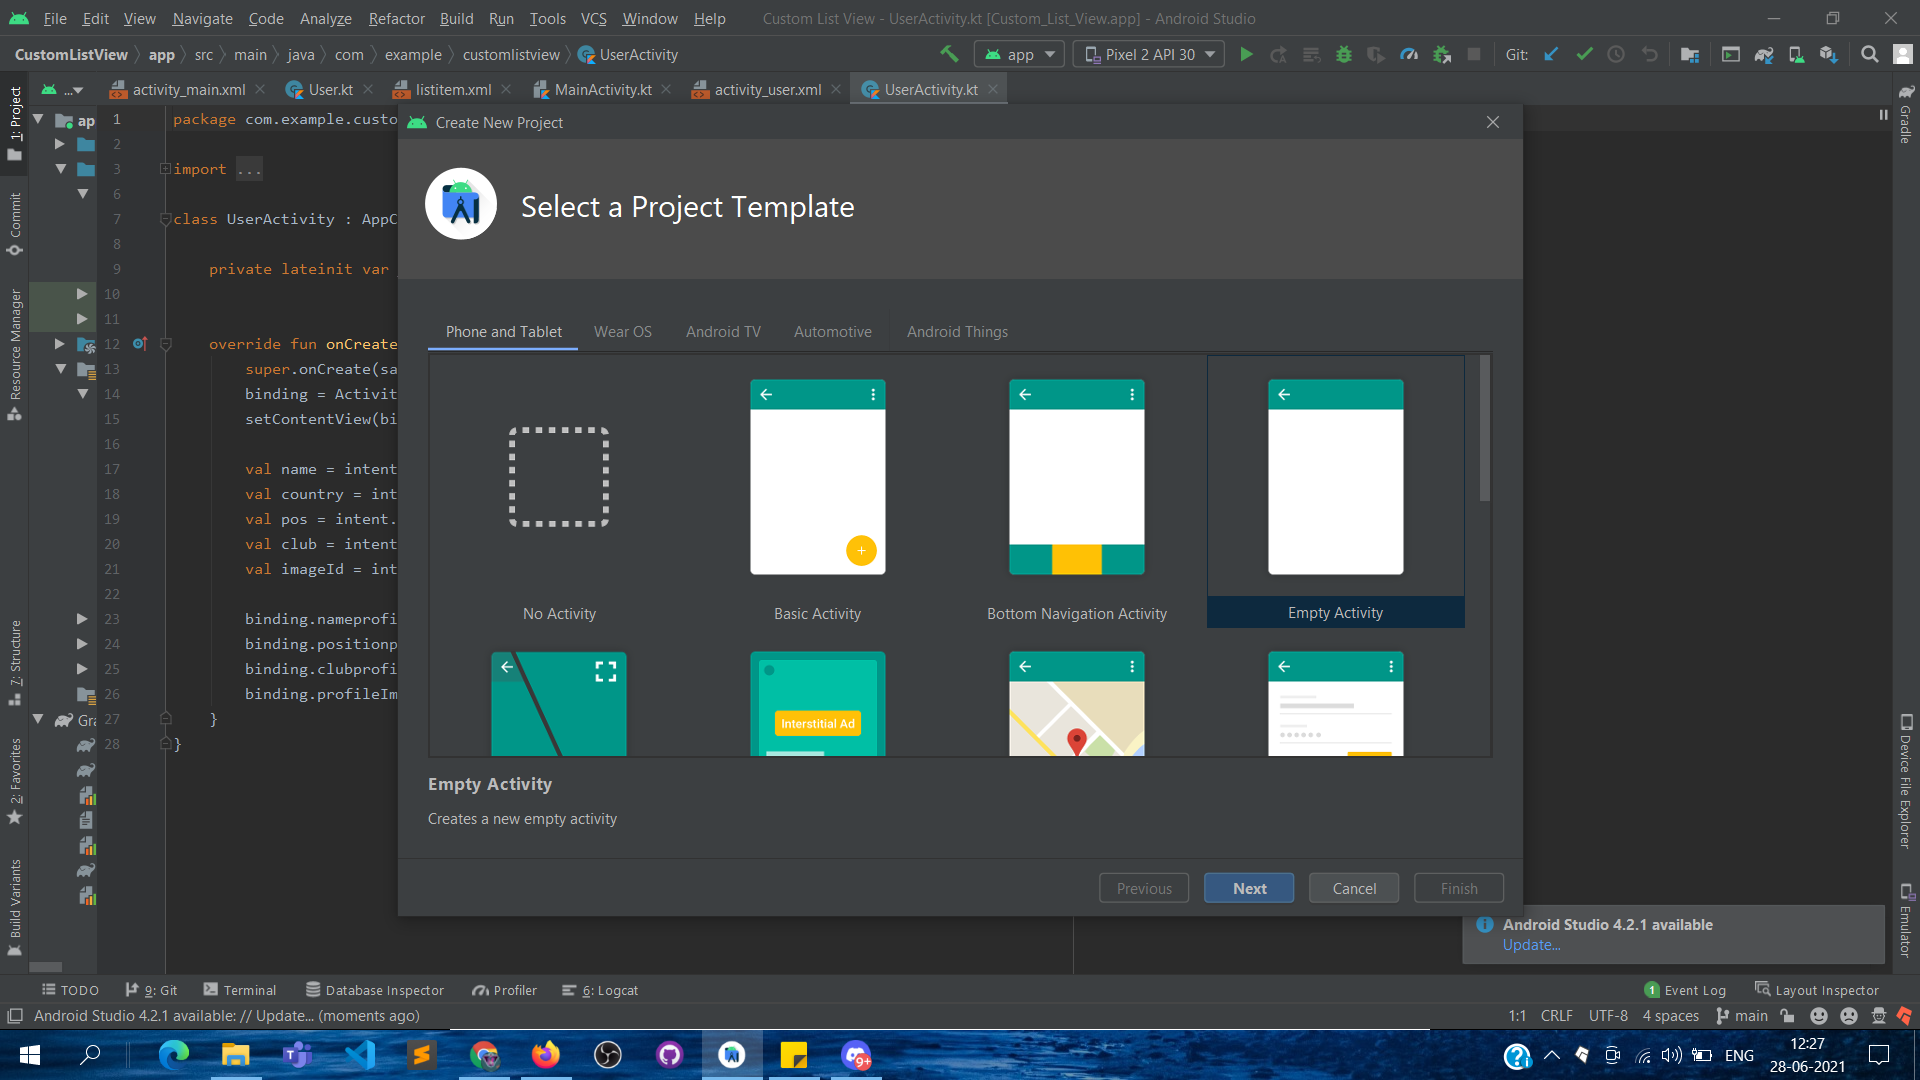 File Edit View Navigate Code Analyze Refactor Build Run Tools VCS Window Help Custom List View - UserActivity.kt [Custom_List_View.app] - Android Studio
CustomListView app src main java com example customlistview UserActivity app Pixel 2 API 30 Git:
... activity_main.xml User.kt listitem.xml MainActivity.kt activity_user.xml UserActivity.kt
1: Project
Commit
Resource Manager
7: Structure
2: Favorites
Build Variants
ap
Gra
1 package com.example.custo
2
3 import ...
6
7 class UserActivity : AppC
8
9 private lateinit var
10
11
12 override fun onCreate
13 super.onCreate(sa
14 binding = Activit
15 setContentView(bi
16
17 val name = intent
18 val country = int
19 val pos = intent.
20 val club = intent
21 val imageId = int
22
23 binding.nameprofi
24 binding.positionp
25 binding.clubprofi
26 binding.profileIm
27 }
28 }
Create New Project
Select a Project Template
Phone and Tablet Wear OS Android TV Automotive Android Things
No Activity Basic Activity Bottom Navigation Activity Empty Activity
Interstitial Ad
Empty Activity
Creates a new empty activity
Previous Next Cancel Finish
Gradle
Device File Explorer
Emulator
Android Studio 4.2.1 available
Update...
TODO 9: Git Terminal Database Inspector Profiler 6: Logcat 1 Event Log Layout Inspector
Android Studio 4.2.1 available: // Update... (moments ago) 1:1 CRLF UTF-8 4 spaces main
9+ ENG 12:27
28-06-2021